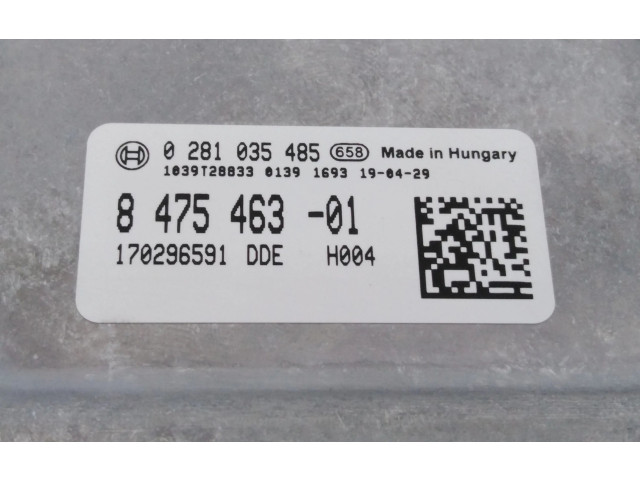 0 281 035 485 658 Made in Hungary
1039T28833 0139 1693 19-04-29
8 475 463 -01
170296591 DDE H004